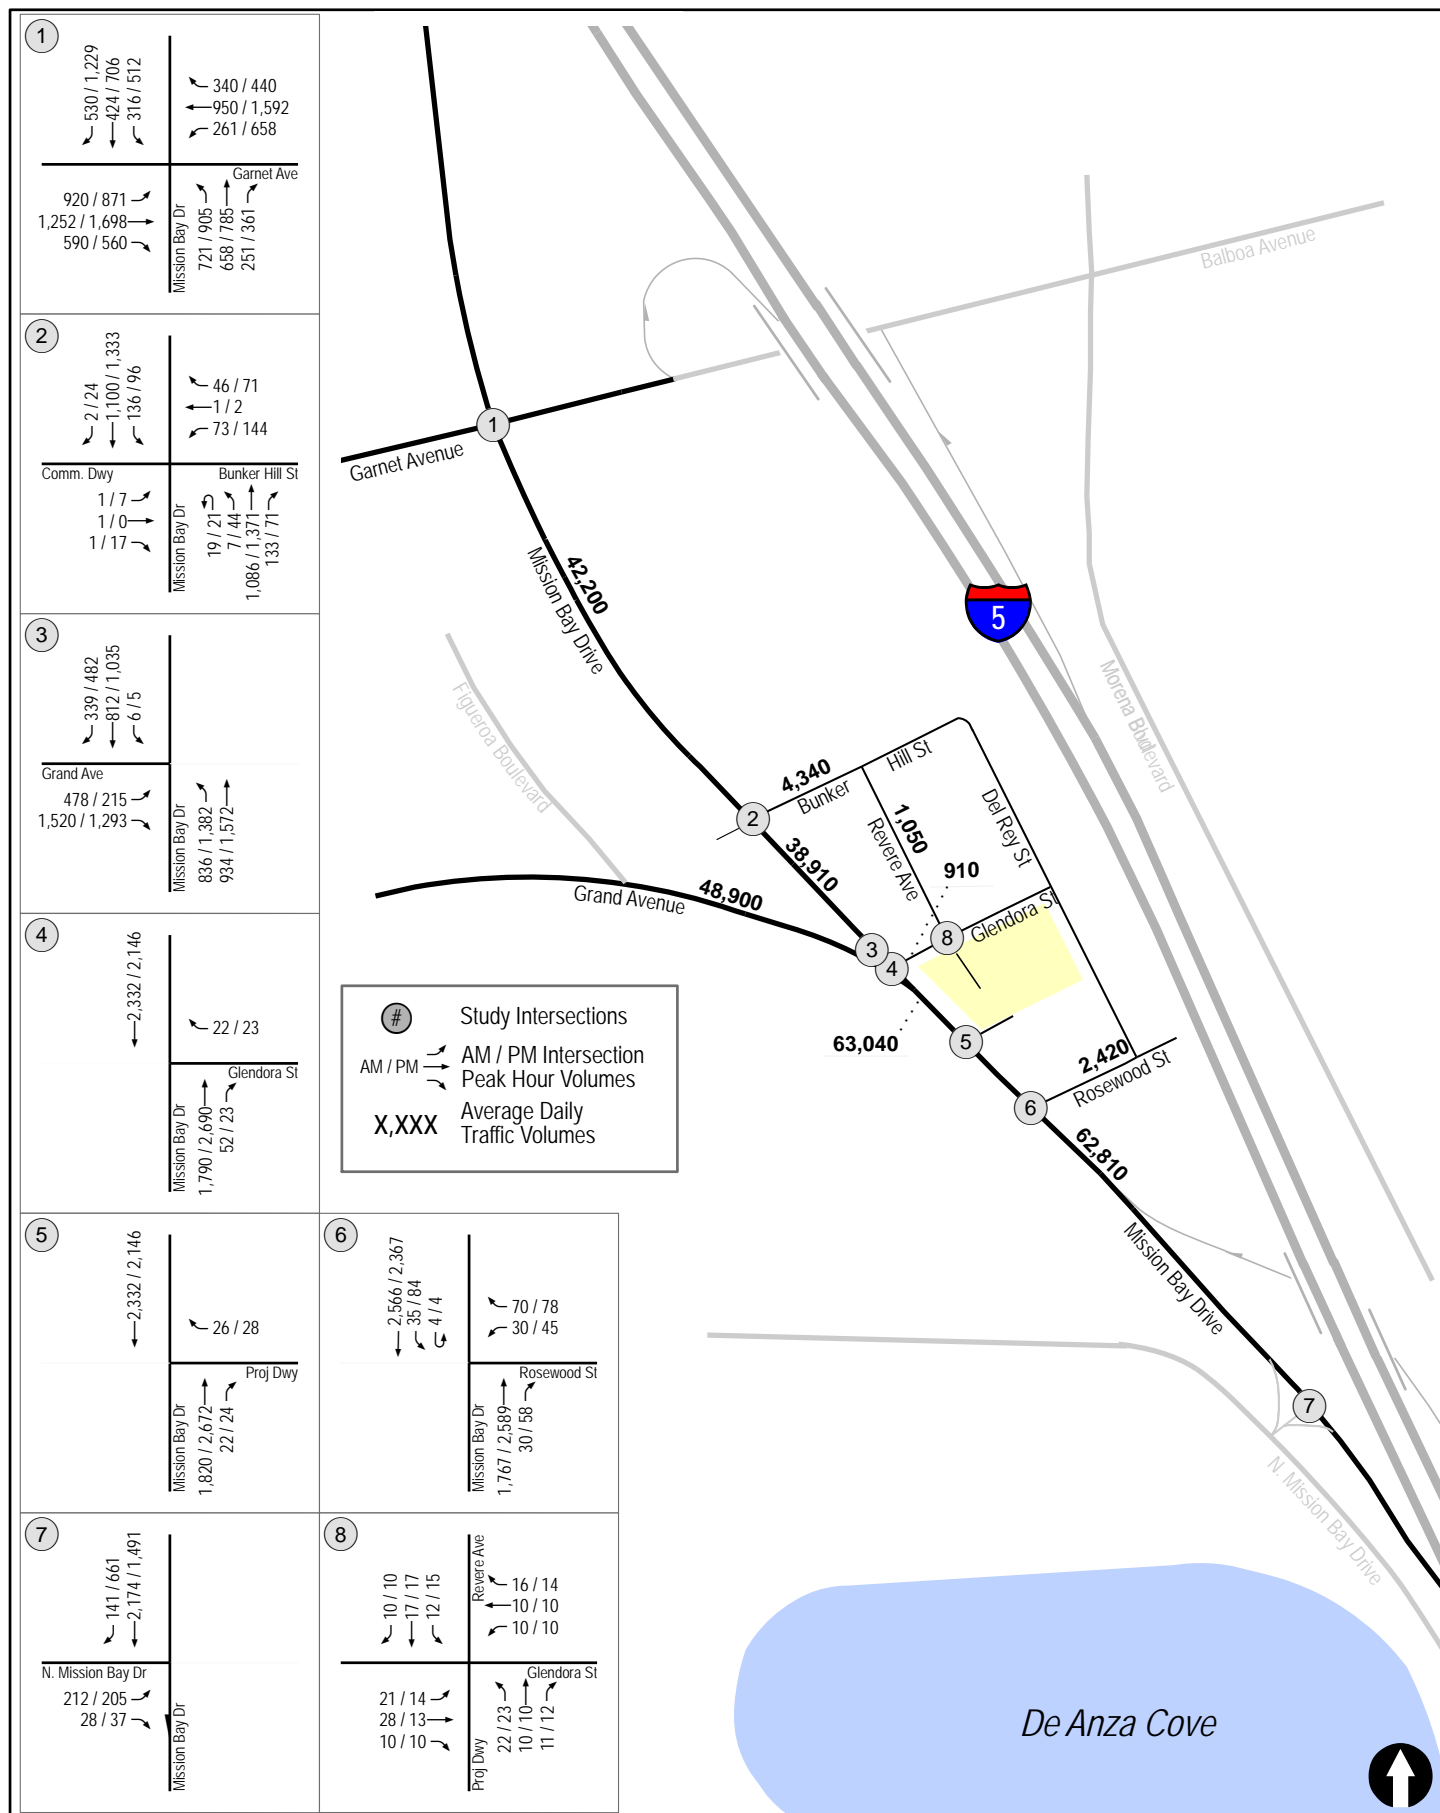 1
530 / 1,229
424 / 706
316 / 512
340 / 440
950 / 1,592
261 / 658
Garnet Ave
920 / 871
1,252 / 1,698
590 / 560
Mission Bay Dr
721 / 905
658 / 785
251 / 361
2
2 / 24
1,100 / 1,333
136 / 96
46 / 71
1 / 2
73 / 144
Comm. Dwy
Bunker Hill St
1 / 7
1 / 0
1 / 17
Mission Bay Dr
19 / 21
7 / 44
1,086 / 1,371
133 / 71
3
339 / 482
812 / 1,035
6 / 5
Grand Ave
478 / 215
1,520 / 1,293
Mission Bay Dr
836 / 1,382
934 / 1,572
4
2,332 / 2,146
22 / 23
Glendora St
Mission Bay Dr
1,790 / 2,690
52 / 23
5
2,332 / 2,146
26 / 28
Proj Dwy
Mission Bay Dr
1,820 / 2,672
22 / 24
6
2,566 / 2,367
35 / 84
4 / 4
70 / 78
30 / 45
Rosewood St
Mission Bay Dr
1,767 / 2,589
30 / 58
7
141 / 661
2,174 / 1,491
N. Mission Bay Dr
212 / 205
28 / 37
Mission Bay Dr
8
10 / 10
17 / 17
12 / 15
Revere Ave
16 / 14
10 / 10
10 / 10
Glendora St
21 / 14
28 / 13
10 / 10
Proj Dwy
22 / 23
10 / 10
11 / 12
Balboa Avenue
1
Garnet Avenue
42,200
Mission Bay Drive
5
Figueroa Boulevard
Morena Boulevard
4,340
Bunker
Hill St
2
1,050
Revere Ave
Del Rey St
38,910
910
48,900
Grand Avenue
3
4
8
Glendora St
63,040
5
2,420
Rosewood St
6
62,810
Mission Bay Drive
7
N. Mission Bay Drive
De Anza Cove
# Study Intersections
AM / PM AM / PM Intersection
Peak Hour Volumes
X,XXX Average Daily
Traffic Volumes